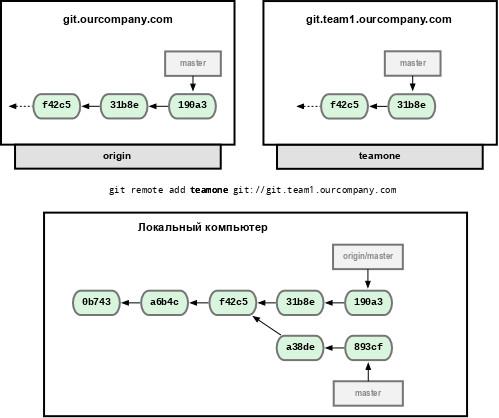 git.ourcompany.com
master
f42c5 31b8e 190a3
origin
git.team1.ourcompany.com
master
f42c5 31b8e
teamone
git remote add teamone git://git.team1.ourcompany.com
Локальный компьютер
origin/master
0b743 a6b4c f42c5 31b8e 190a3
a38de 893cf
master